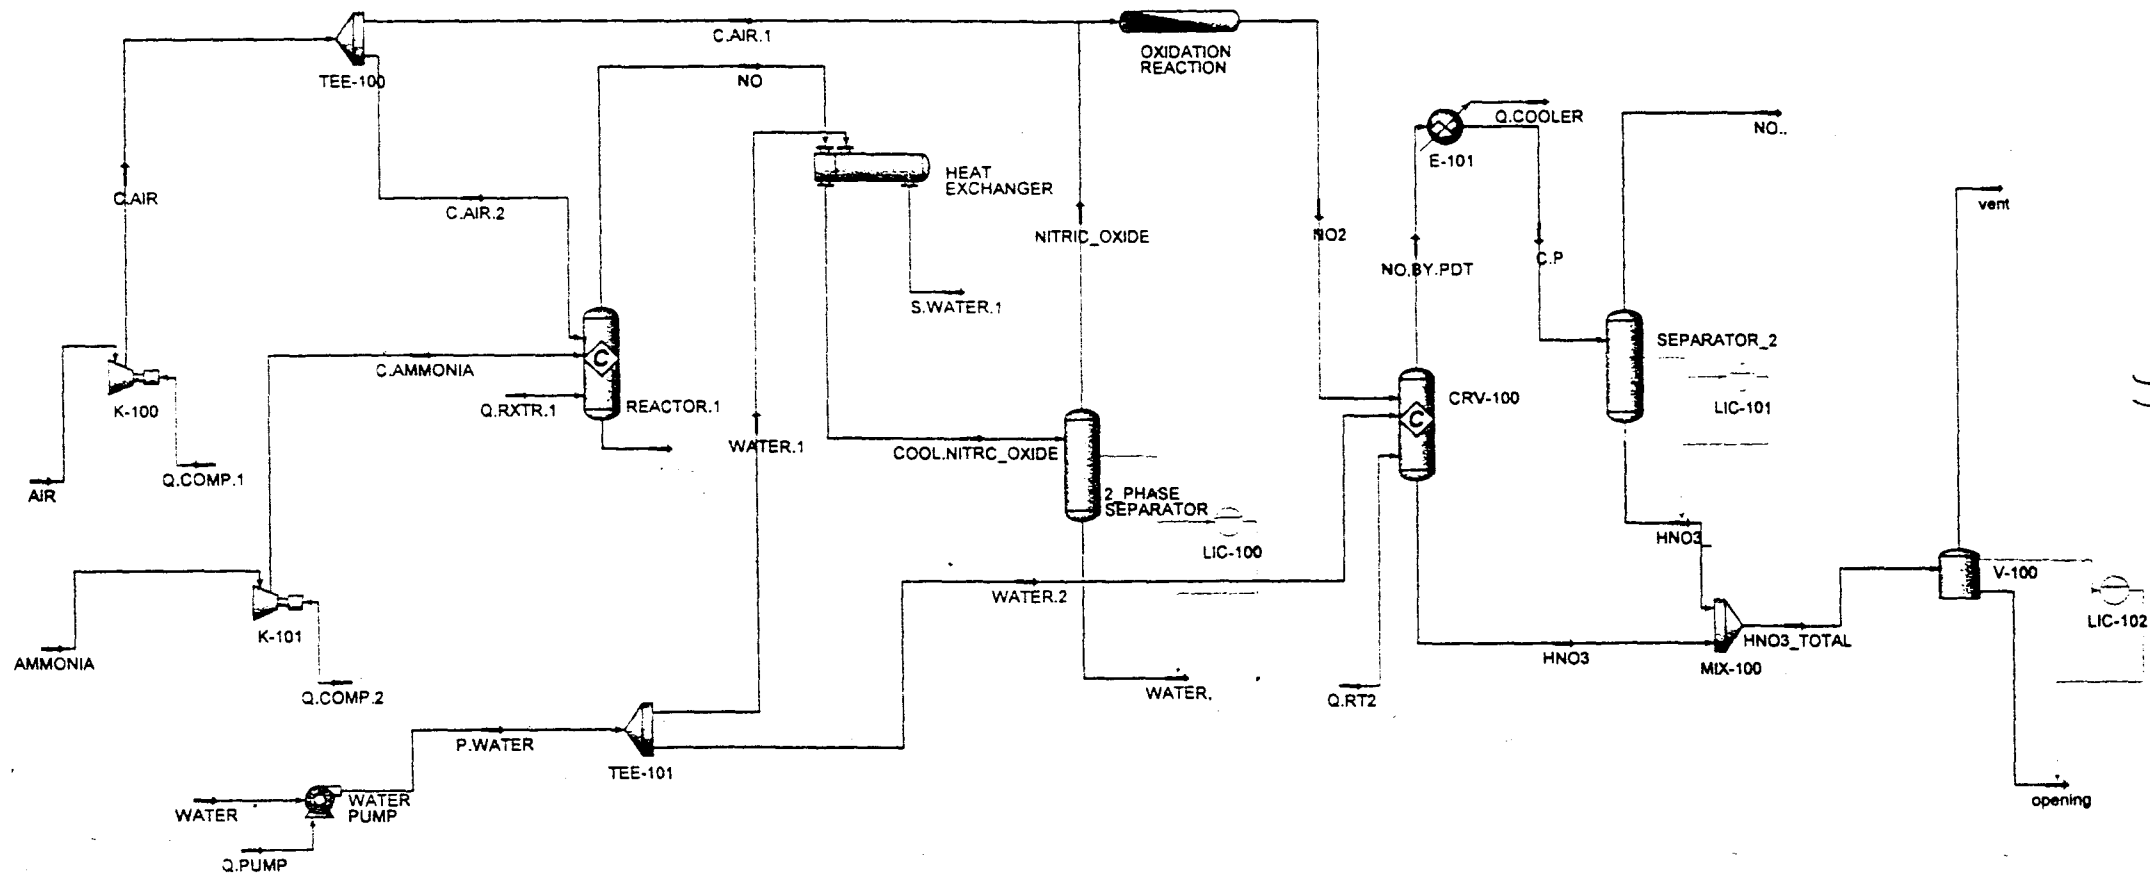 C.AIR.1
OXIDATION
REACTION
TEE-100
NO
Q.COOLER
NO..
E-101
HEAT
EXCHANGER
C.AIR
C.AIR.2
vent
NITRIC_OXIDE
NO2
NO.BY.PDT
C.P
S.WATER.1
SEPARATOR_2
C.AMMONIA
K-100
Q.RXTR.1
REACTOR.1
CRV-100
LIC-101
WATER.1
COOL.NITRC_OXIDE
Q.COMP.1
AIR
2_PHASE
SEPARATOR
LIC-100
HNO3
V-100
WATER.2
LIC-102
K-101
AMMONIA
HNO3
HNO3_TOTAL
MIX-100
Q.COMP.2
WATER.
Q.RT2
P.WATER
TEE-101
WATER
WATER
PUMP
opening
Q.PUMP
C
C